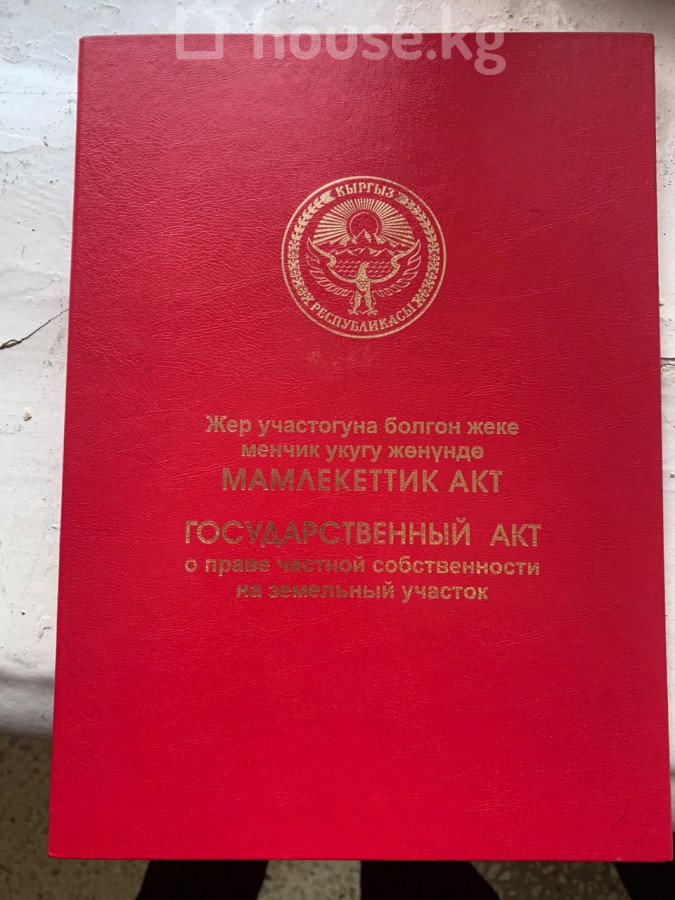 house.kg
КЫРГЫЗ
РЕСПУБЛИКАСЫ
Жер участогуна болгон жеке
менчик укугу жөнүндө
МАМЛЕКЕТТИК АКТ
ГОСУДАРСТВЕННЫЙ АКТ
о праве частной собственности
на земельный участок